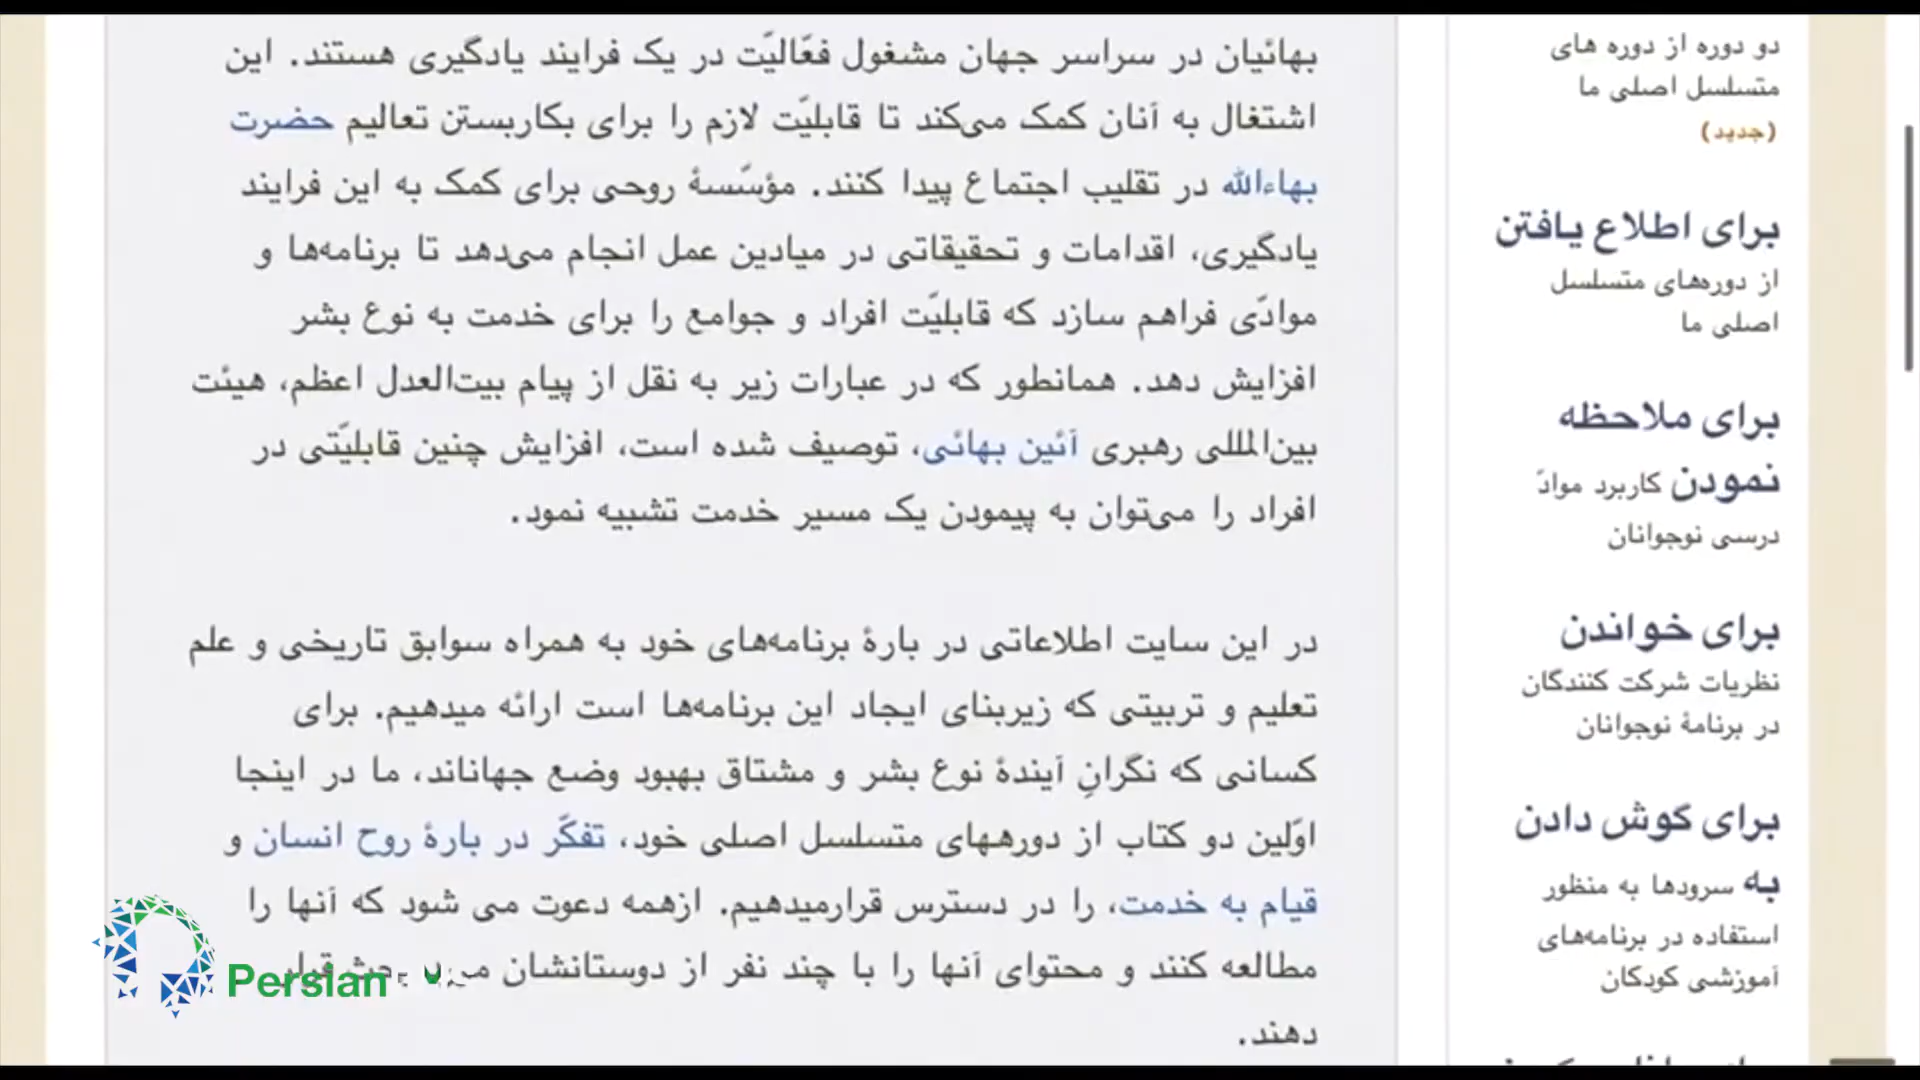 بهائیان در سراسر جهان مشغول فعّالیّت در یک فرایند یادگیری هستند. این
اشتغال به آنان کمک می‌کند تا قابلیّت لازم را برای بکاربستن تعالیم حضرت
بهاءالله در تقلیب اجتماع پیدا کنند. مؤسّسهٔ روحی برای کمک به این فرایند
یادگیری، اقدامات و تحقیقاتی در میادین عمل انجام می‌دهد تا برنامه‌ها و
موادّی فراهم سازد که قابلیّت افراد و جوامع را برای خدمت به نوع بشر
افزایش دهد. همانطور که در عبارات زیر به نقل از پیام بیت‌العدل اعظم، هیئت
بین‌المللی رهبری آئین بهائی، توصیف شده است، افزایش چنین قابلیّتی در
افراد را می‌توان به پیمودن یک مسیر خدمت تشبیه نمود.
در این سایت اطلاعاتی در بارهٔ برنامه‌های خود به همراه سوابق تاریخی و علم
تعلیم و تربیتی که زیربنای ایجاد این برنامه‌ها است ارائه میدهیم. برای
کسانی که نگرانِ آیندهٔ نوع بشر و مشتاق بهبود وضع جهان‌اند، ما در اینجا
اوّلین دو کتاب از دورههای متسلسل اصلی خود، تفکّر در بارهٔ روح انسان و
قیام به خدمت، را در دسترس قرارمیدهیم. ازهمه دعوت می شود که آنها را
مطالعه کنند و محتوای آنها را با چند نفر از دوستانشان
دهند.
دو دوره از دوره های
متسلسل اصلی ما
(جدید)
برای اطلاع یافتن
از دوره‌های متسلسل
اصلی ما
برای ملاحظه
نمودن کاربرد موادّ
درسی نوجوانان
برای خواندن
نظریات شرکت کنندگان
در برنامهٔ نوجوانان
برای گوش دادن
به سرودها به منظور
استفاده در برنامه‌های
آموزشی کودکان
Persian